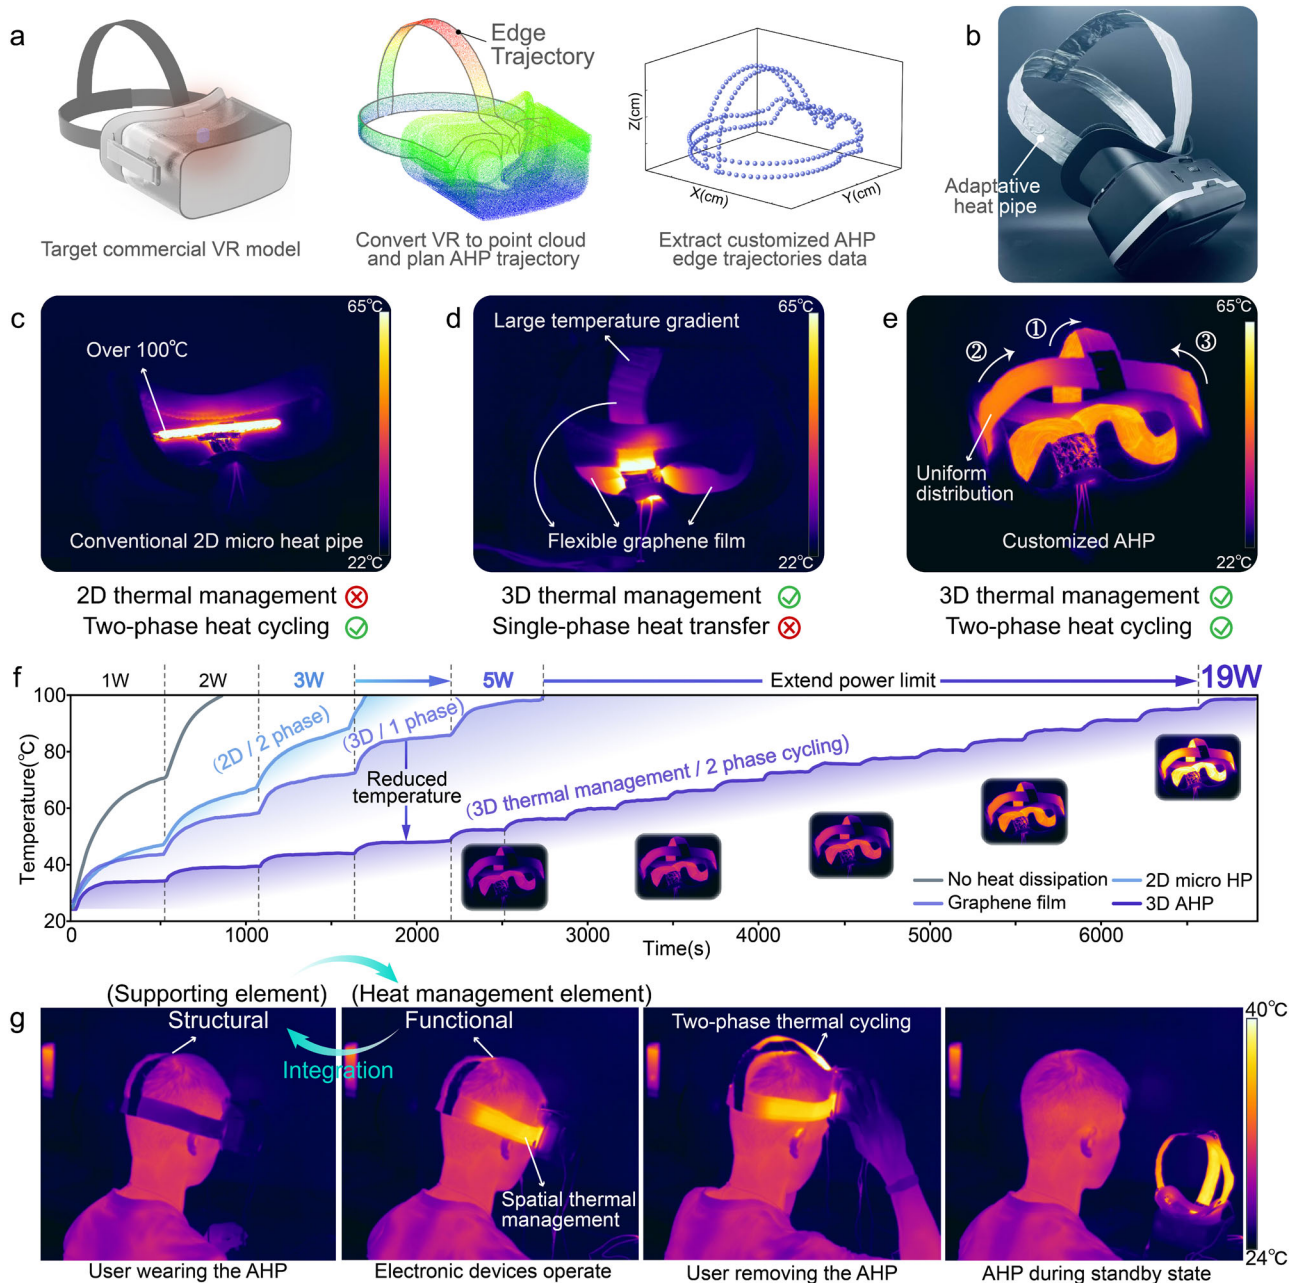 a
Edge
Trajectory
Z(cm)
X(cm)
Y(cm)
Target commercial VR model
Convert VR to point cloud
and plan AHP trajectory
Extract customized AHP
edge trajectories data
b
Adaptative
heat pipe
c
65℃
Over 100℃
Conventional 2D micro heat pipe
22℃
2D thermal management
Two-phase heat cycling
d
65℃
Large temperature gradient
Flexible graphene film
22℃
3D thermal management
Single-phase heat transfer
e
65℃
①
②
③
Uniform
distribution
Customized AHP
22℃
3D thermal management
Two-phase heat cycling
f
1W
2W
3W
5W
Extend power limit
19W
Temperature(℃)
100
80
60
40
20
(2D / 2 phase)
(3D / 1 phase)
Reduced
temperature
(3D thermal management / 2 phase cycling)
No heat dissipation
2D micro HP
Graphene film
3D AHP
0
1000
2000
3000
4000
5000
6000
Time(s)
(Supporting element)
(Heat management element)
g
Structural
Functional
Integration
Two-phase thermal cycling
Spatial thermal
management
40℃
24℃
User wearing the AHP
Electronic devices operate
User removing the AHP
AHP during standby state